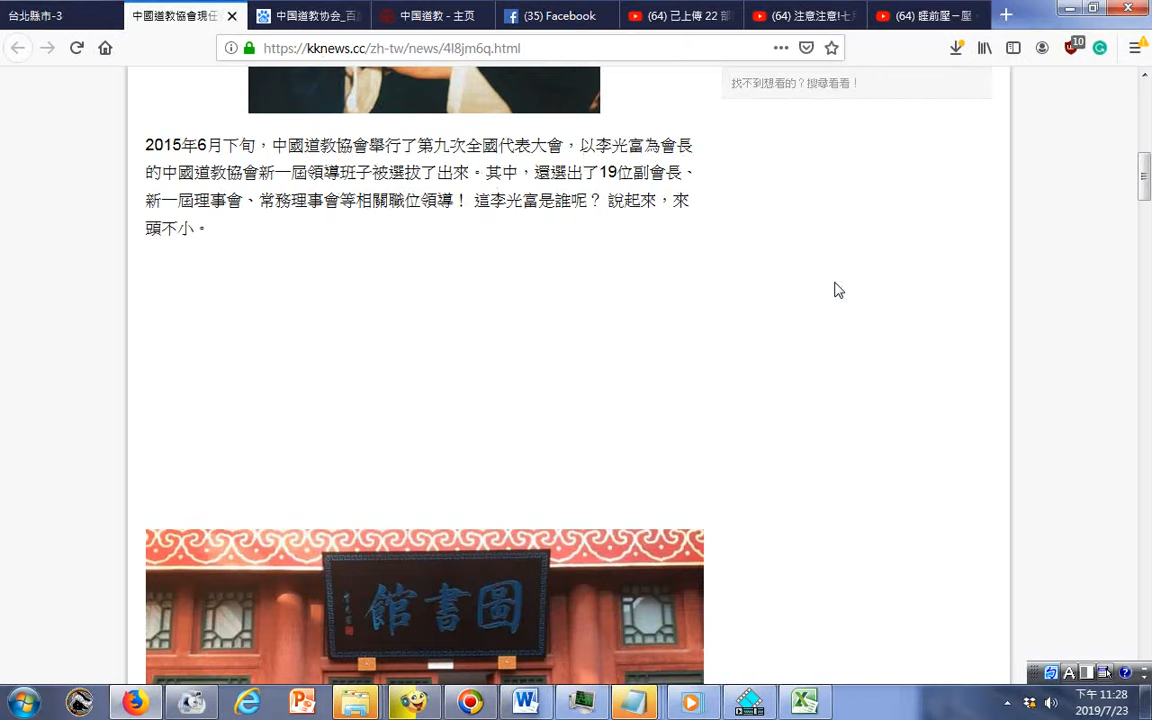 台北縣市-3
中國道教協會現任
中国道教协会_百
中国道教 - 主页
(35) Facebook
(64) 已上傳 22 部
(64) 注意注意!七月
(64) 睡前壓一壓
https://kknews.cc/zh-tw/news/4l8jm6q.html
10
找不到想看的？搜尋看看！
2015年6月下旬，中國道教協會舉行了第九次全國代表大會，以李光富為會長
的中國道教協會新一屆領導班子被選拔了出來。其中，還選出了19位副會長、
新一屆理事會、常務理事會等相關職位領導！ 這李光富是誰呢？ 說起來，來
頭不小。
圖書館
下午 11:28
2019/7/23